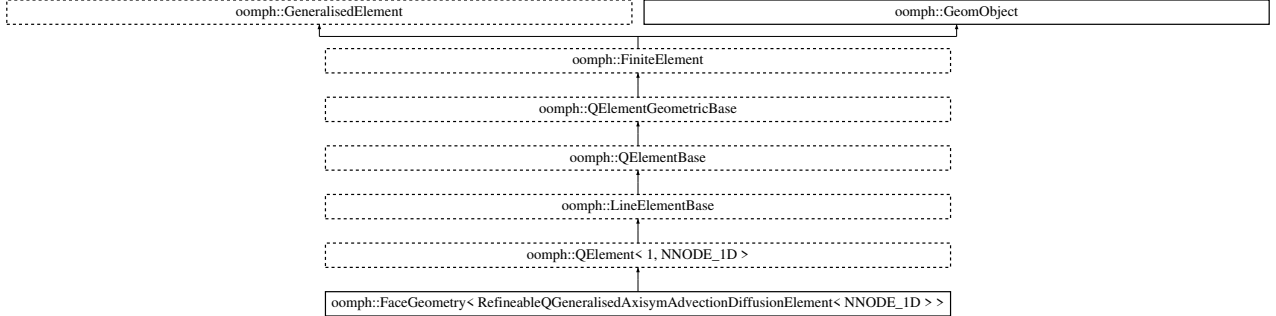 oomph::GeneralisedElement
oomph::GeomObject
oomph::FiniteElement
oomph::QElementGeometricBase
oomph::QElementBase
oomph::LineElementBase
oomph::QElement< 1, NNODE_1D >
oomph::FaceGeometry< RefineableQGeneralisedAxisymAdvectionDiffusionElement< NNODE_1D > >